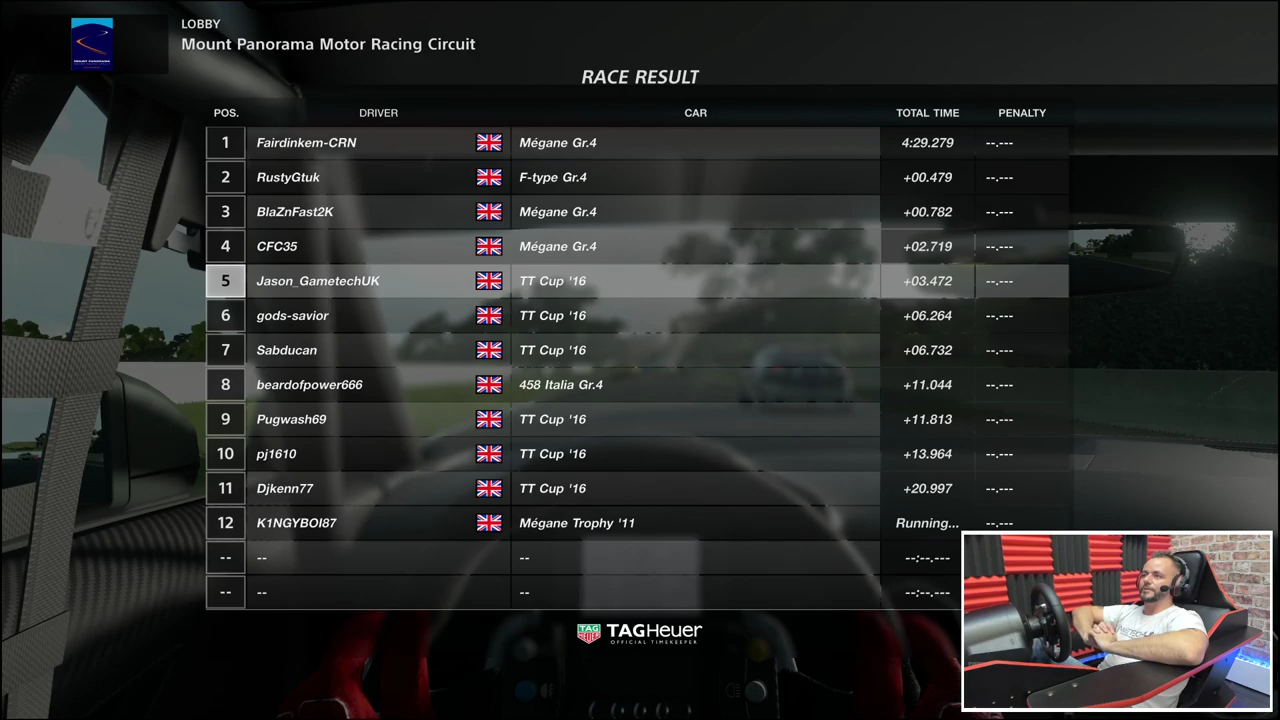 LOBBY
Mount Panorama Motor Racing Circuit
RACE RESULT
POS. DRIVER CAR TOTAL TIME PENALTY
1 Fairdinkem-CRN Mégane Gr.4 4:29.279 --.---
2 RustyGtuk F-type Gr.4 +00.479 --.---
3 BlaZnFast2K Mégane Gr.4 +00.782 --.---
4 CFC35 Mégane Gr.4 +02.719 --.---
5 Jason_GametechUK TT Cup '16 +03.472 --.---
6 gods-savior TT Cup '16 +06.264 --.---
7 Sabducan TT Cup '16 +06.732 --.---
8 beardofpower666 458 Italia Gr.4 +11.044 --.---
9 Pugwash69 TT Cup '16 +11.813 --.---
10 pj1610 TT Cup '16 +13.964 --.---
11 Djkenn77 TT Cup '16 +20.997 --.---
12 K1NGYBOI87 Mégane Trophy '11 Running... --.---
-- -- -- --:--.---
-- -- -- --:--.---
TAG HEUER TAGHeuer
OFFICIAL TIMEKEEPER